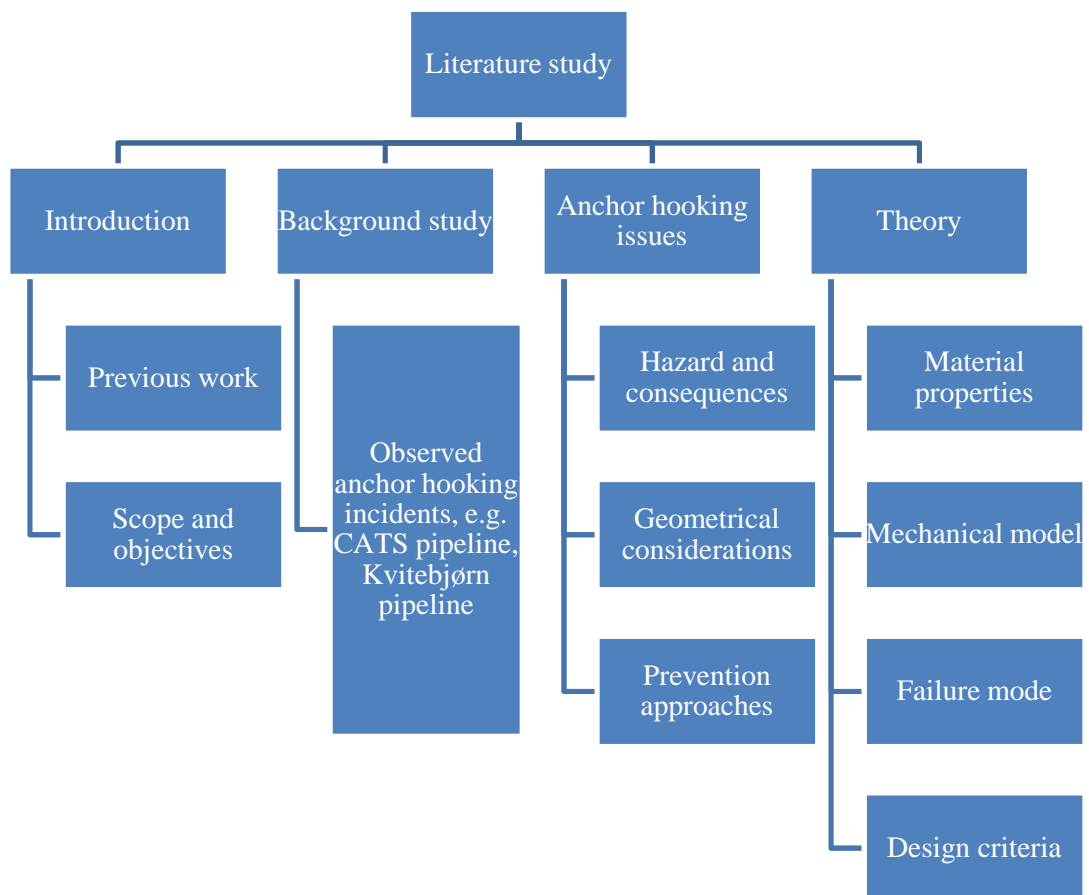 Literature study
Introduction
Background study
Anchor hooking
issues
Theory
Previous work
Scope and
objectives
Observed
anchor hooking
incidents, e.g.
CATS pipeline,
Kvitebjørn
pipeline
Hazard and
consequences
Geometrical
considerations
Prevention
approaches
Material
properties
Mechanical model
Failure mode
Design criteria